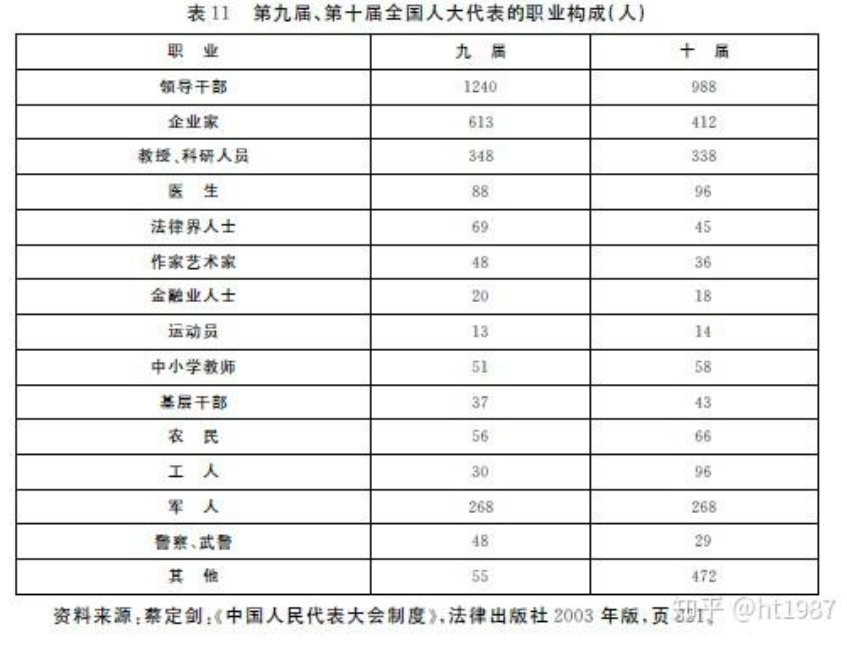 表11 第九届、第十届全国人大代表的职业构成(人)
职 业 九 届 十 届
领导干部 1240 988
企业家 613 412
教授、科研人员 348 338
医 生 88 96
法律界人士 69 45
作家艺术家 48 36
金融业人士 20 18
运动员 13 14
中小学教师 51 58
基层干部 37 43
农 民 56 66
工 人 30 96
军 人 268 268
警察、武警 48 29
其 他 55 472
资料来源:蔡定剑:《中国人民代表大会制度》,法律出版社 2003 年版,页
知乎 @ht1987